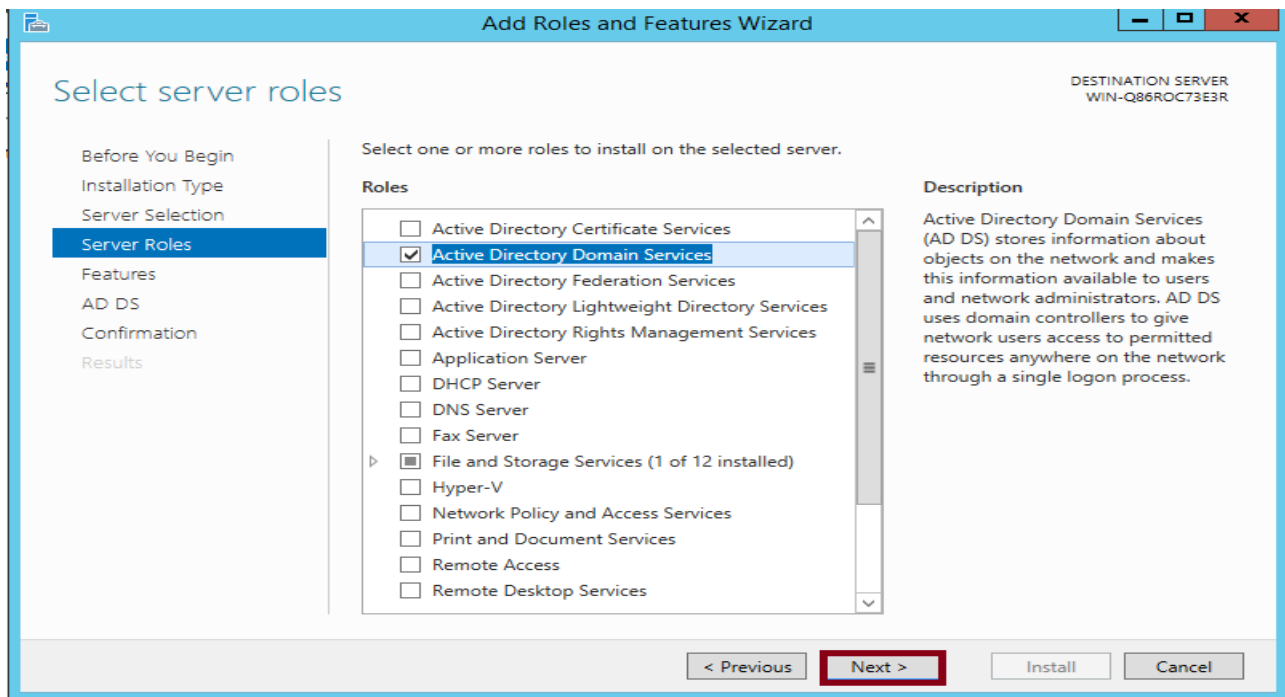 Add Roles and Features Wizard
Select server roles
DESTINATION SERVER
WIN-Q86ROC73E3R
Before You Begin
Installation Type
Server Selection
Server Roles
Features
AD DS
Confirmation
Results
Select one or more roles to install on the selected server.
Roles
Active Directory Certificate Services
Active Directory Domain Services
Active Directory Federation Services
Active Directory Lightweight Directory Services
Active Directory Rights Management Services
Application Server
DHCP Server
DNS Server
Fax Server
File and Storage Services (1 of 12 installed)
Hyper-V
Network Policy and Access Services
Print and Document Services
Remote Access
Remote Desktop Services
Description
Active Directory Domain Services
(AD DS) stores information about
objects on the network and makes
this information available to users
and network administrators. AD DS
uses domain controllers to give
network users access to permitted
resources anywhere on the network
through a single logon process.
< Previous
Next >
Install
Cancel